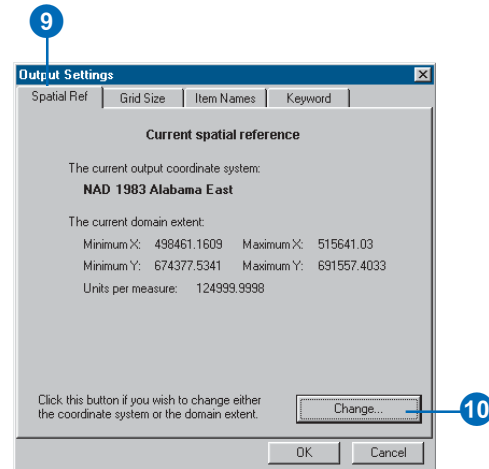 9
Output Settings
Spatial Ref Grid Size Item Names Keyword
Current spatial reference
The current output coordinate system:
NAD 1983 Alabama East
The current domain extent:
Minimum X: 498461.1609 Maximum X: 515641.03
Minimum Y: 674377.5341 Maximum Y: 691557.4033
Units per measure: 124999.9998
Click this button if you wish to change either
the coordinate system or the domain extent.
Change...
10
OK Cancel